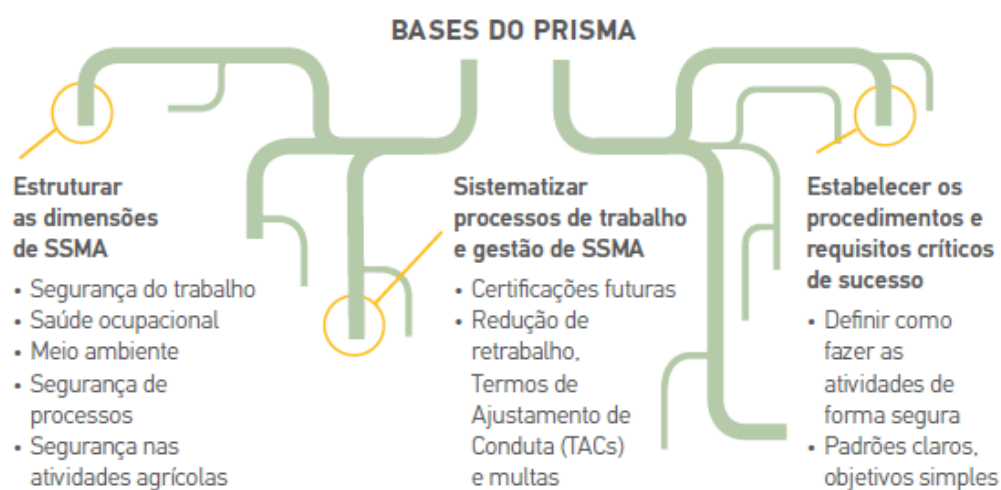 BASES DO PRISMA
Estruturar
as dimensões
de SSMA
• Segurança do trabalho
• Saúde ocupacional
• Meio ambiente
• Segurança de
processos
• Segurança nas
atividades agrícolas
Sistematizar
processos de trabalho
e gestão de SSMA
• Certificações futuras
• Redução de
retrabalho,
Termos de
Ajustamento de
Conduta (TACs)
e multas
Estabelecer os
procedimentos e
requisitos críticos
de sucesso
• Definir como
fazer as
atividades de
forma segura
• Padrões claros,
objetivos simples